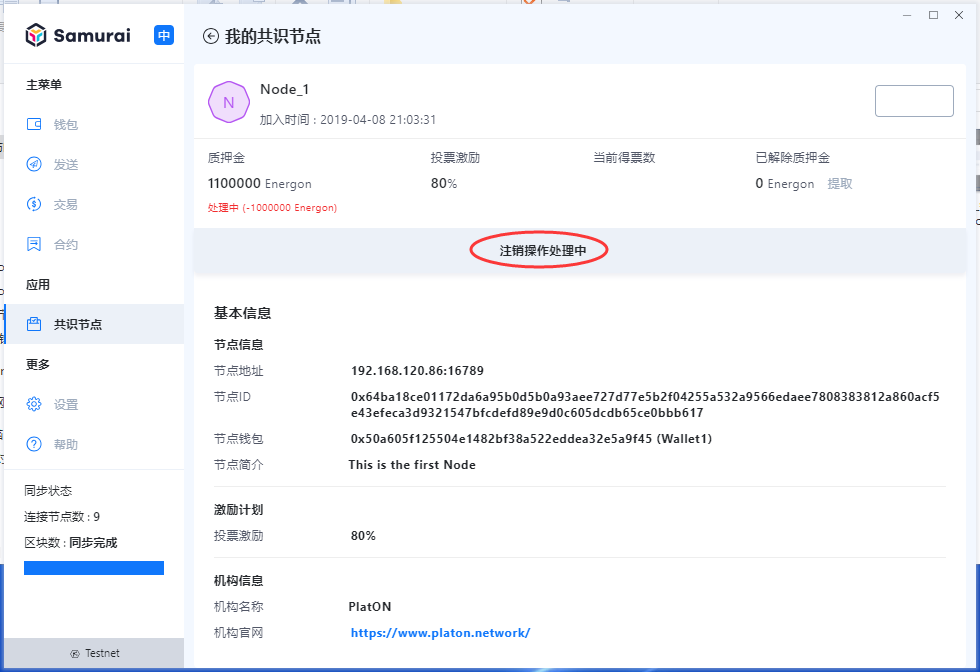 Samurai
中
主菜单
钱包
发送
交易
合约
应用
共识节点
更多
设置
帮助
同步状态
连接节点数 : 9
区块数 : 同步完成
Testnet
我的共识节点
N
Node_1
加入时间 : 2019-04-08 21:03:31
质押金
投票激励
当前得票数
已解除质押金
1100000 Energon
80%
0 Energon 提取
处理中 (-1000000 Energon)
注销操作处理中
基本信息
节点信息
节点地址 192.168.120.86:16789
节点ID 0x64ba18ce01172da6a95b0d5b0a93aee727d77e5b2f04255a532a9566edaee7808383812a860acf5
e43efeca3d9321547bfcdefd89e9d0c605dcdb65ce0bbb617
节点钱包 0x50a605f125504e1482bf38a522eddea32e5a9f45 (Wallet1)
节点简介 This is the first Node
激励计划
投票激励 80%
机构信息
机构名称 PlatON
机构官网 https://www.platon.network/